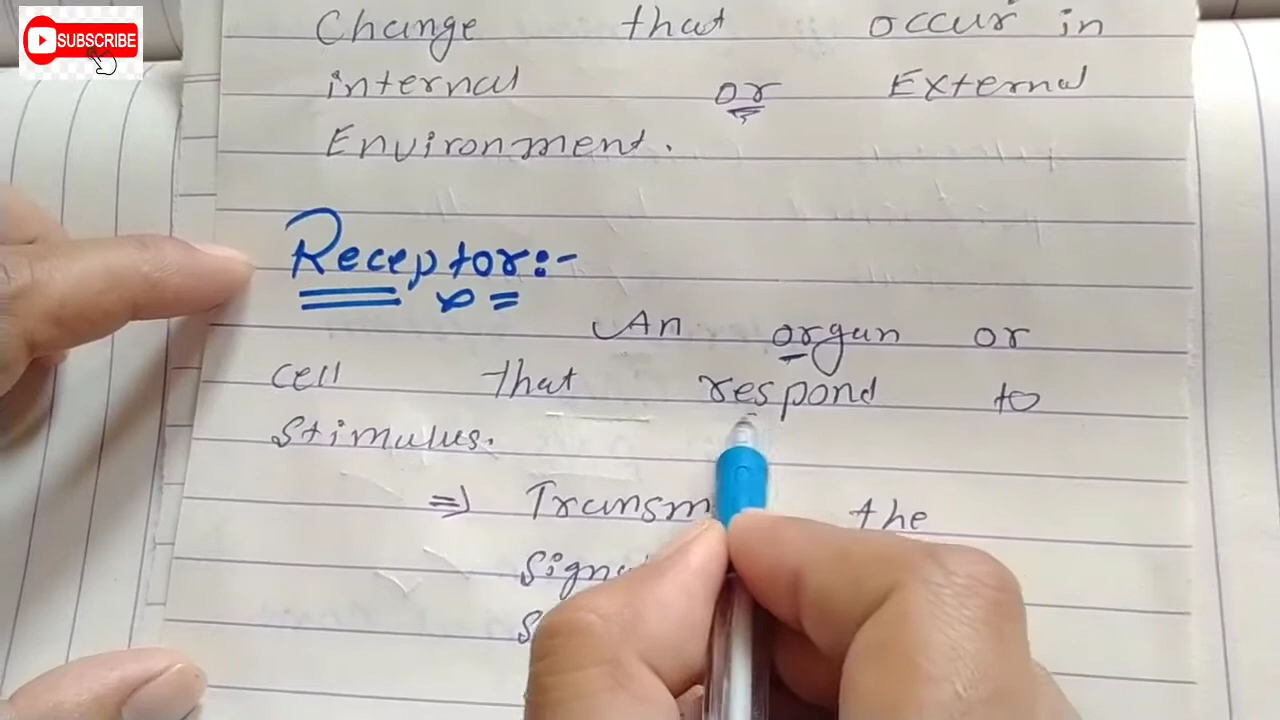 SUBSCRIBE
Change that occur in
internal or External
Environment.
Receptor:-
An organ or
cell that respond to
Stimulus.
⇒ the